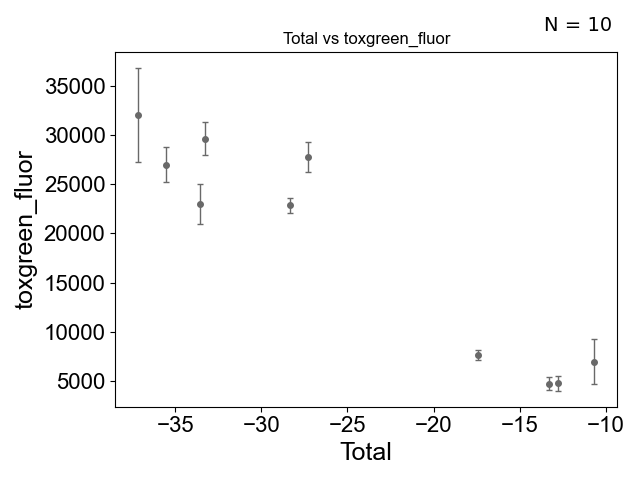 N = 10
Total vs toxgreen_fluor
toxgreen_fluor
35000
30000
25000
20000
15000
10000
5000
−35 −30 −25 −20 −15 −10
Total